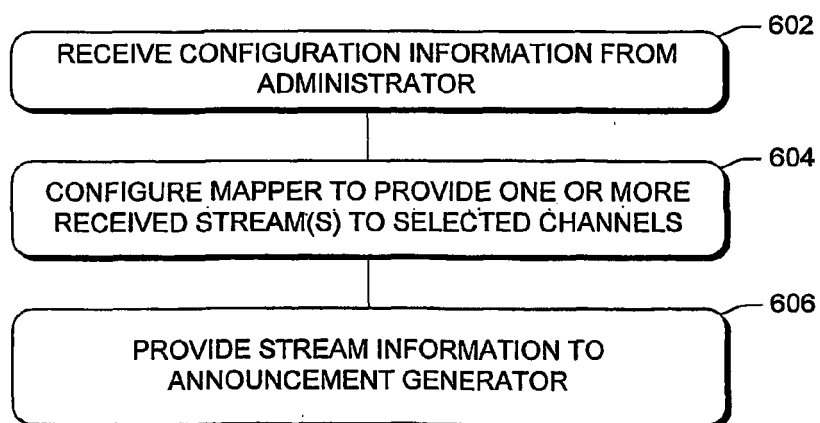 602
RECEIVE CONFIGURATION INFORMATION FROM
ADMINISTRATOR
604
CONFIGURE MAPPER TO PROVIDE ONE OR MORE
RECEIVED STREAM(S) TO SELECTED CHANNELS
606
PROVIDE STREAM INFORMATION TO
ANNOUNCEMENT GENERATOR